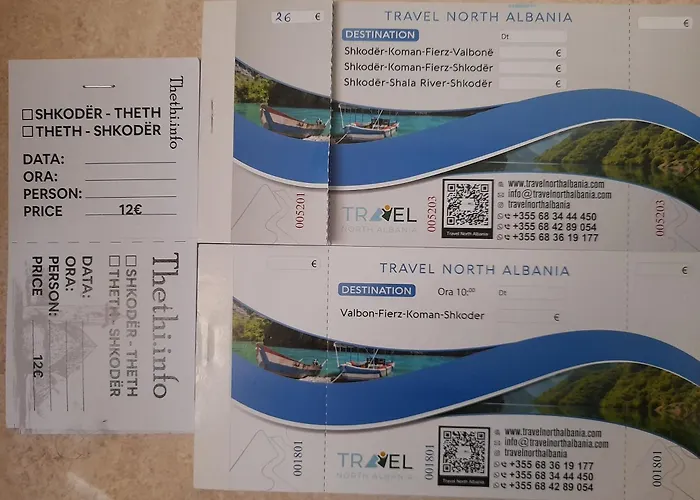 Thethi.info
☐ SHKODËR - THETH
☐ THETH - SHKODËR
DATA:
ORA:
PERSON:
PRICE 12€
Thethi.info
☐ SHKODËR - THETH
☐ THETH - SHKODËR
DATA:
ORA:
PERSON:
PRICE 12€
26 €
005201
TRAVEL NORTH ALBANIA
€
DESTINATION Dt
Shkodër-Koman-Fierz-Valbonë €
Shkodër-Koman-Fierz-Shkodër €
Shkodër-Shala River-Shkodër €
TRAVEL
NORTH ALBANIA
005203
Travel North Albania
www.travelnorthalbania.com
info@travelnorthalbania.com
travelnorthalbania
+355 68 34 44 450
+355 68 42 89 054
+355 68 36 19 177
005203
€
001801
TRAVEL NORTH ALBANIA
€
DESTINATION Ora 10:00 Dt
Valbon-Fierz-Koman-Shkoder €
TRAVEL
NORTH ALBANIA
001801
Travel North Albania
www.travelnorthalbania.com
info@travelnorthalbania.com
travelnorthalbania
+355 68 36 19 177
+355 68 34 44 450
+355 68 42 89 054
001801